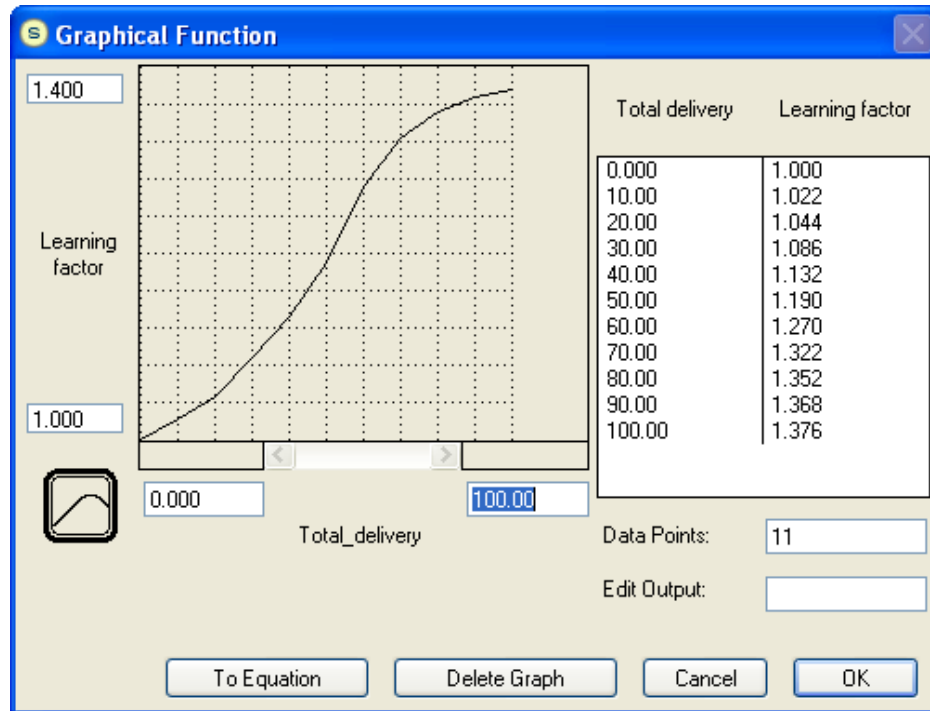 S Graphical Function
1.400
Learning
factor
1.000
0.000
100.00
Total_delivery
Total delivery Learning factor
0.000 1.000
10.00 1.022
20.00 1.044
30.00 1.086
40.00 1.132
50.00 1.190
60.00 1.270
70.00 1.322
80.00 1.352
90.00 1.368
100.00 1.376
Data Points: 11
Edit Output:
To Equation Delete Graph Cancel OK